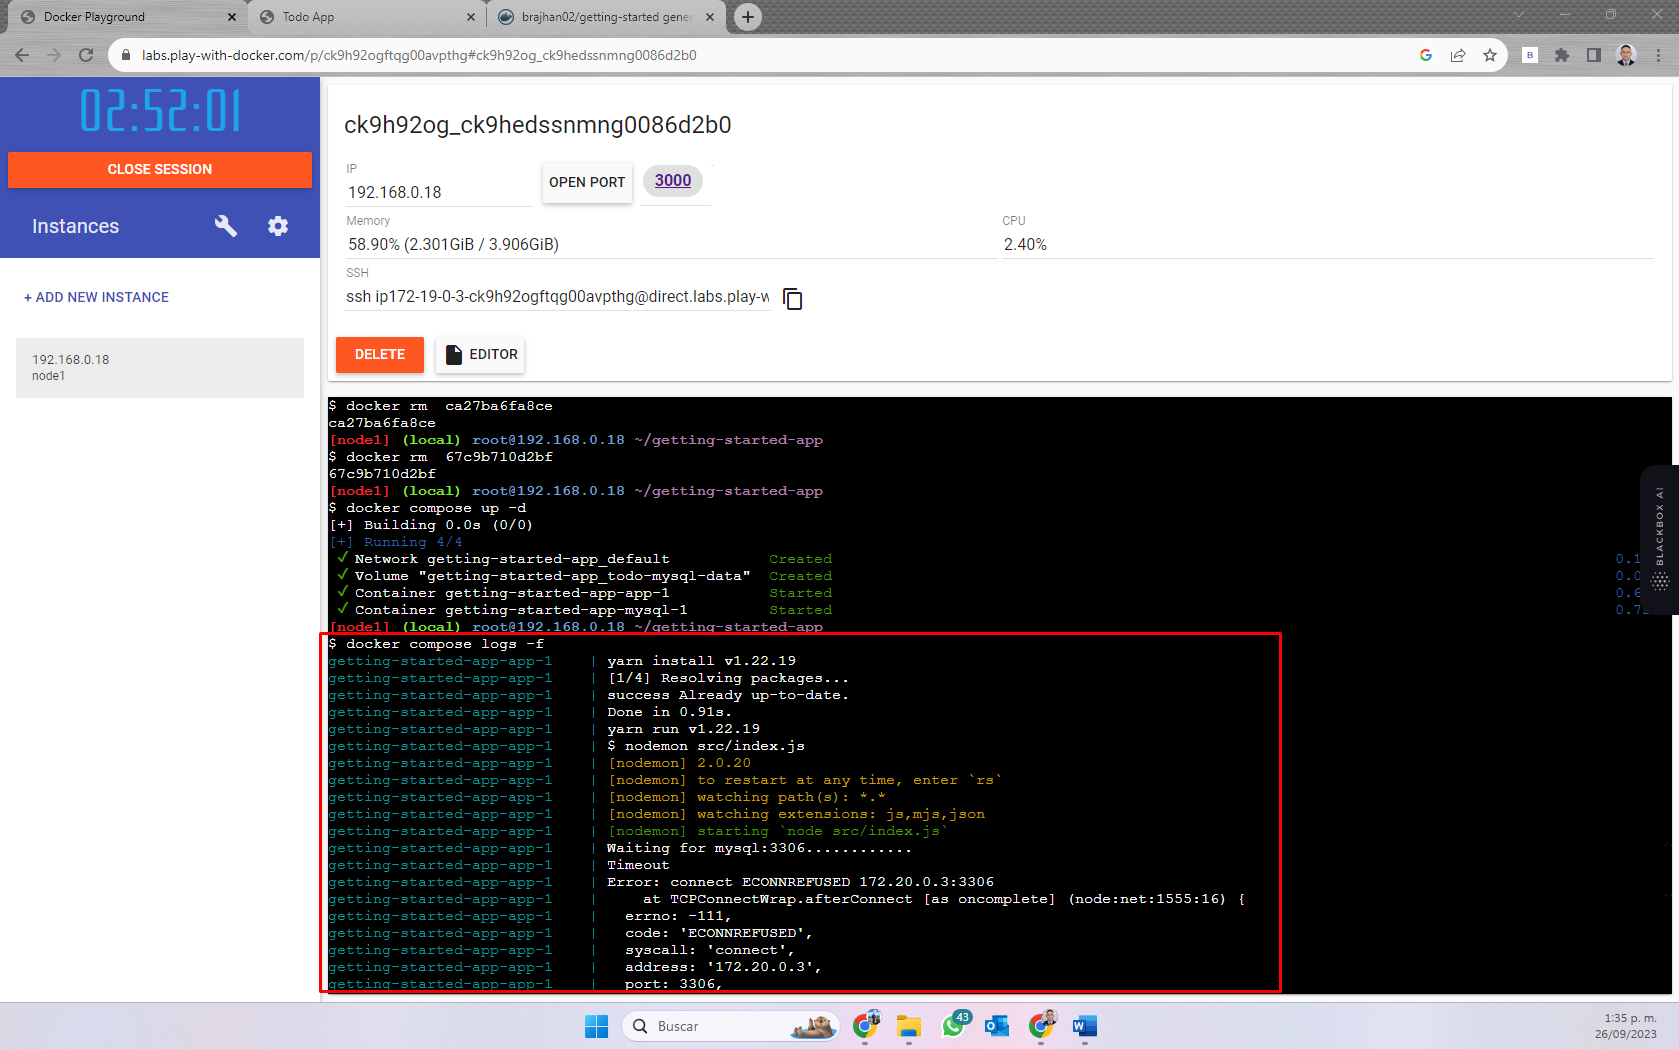 Docker Playground
Todo App
brajhan02/getting-started gener
labs.play-with-docker.com/p/ck9h92ogftqg00avpthg#ck9h92og_ck9hedssnmng0086d2b0
02:52:01
CLOSE SESSION
Instances
+ ADD NEW INSTANCE
192.168.0.18
node1
ck9h92og_ck9hedssnmng0086d2b0
IP
192.168.0.18
OPEN PORT
3000
Memory
58.90% (2.301GiB / 3.906GiB)
CPU
2.40%
SSH
ssh ip172-19-0-3-ck9h92ogftqg00avpthg@direct.labs.play-w
DELETE
EDITOR
$ docker rm  ca27ba6fa8ce
ca27ba6fa8ce
[node1] (local) root@192.168.0.18 ~/getting-started-app
$ docker rm  67c9b710d2bf
67c9b710d2bf
[node1] (local) root@192.168.0.18 ~/getting-started-app
$ docker compose up -d
[+] Building 0.0s (0/0)
[+] Running 4/4
✓ Network getting-started-app_default Created 0.1
✓ Volume "getting-started-app_todo-mysql-data" Created 0.0
✓ Container getting-started-app-app-1 Started 0.6
✓ Container getting-started-app-mysql-1 Started 0.7
[node1] (local) root@192.168.0.18 ~/getting-started-app
$ docker compose logs -f
getting-started-app-app-1 | yarn install v1.22.19
getting-started-app-app-1 | [1/4] Resolving packages...
getting-started-app-app-1 | success Already up-to-date.
getting-started-app-app-1 | Done in 0.91s.
getting-started-app-app-1 | yarn run v1.22.19
getting-started-app-app-1 | $ nodemon src/index.js
getting-started-app-app-1 | [nodemon] 2.0.20
getting-started-app-app-1 | [nodemon] to restart at any time, enter `rs`
getting-started-app-app-1 | [nodemon] watching path(s): *.*
getting-started-app-app-1 | [nodemon] watching extensions: js,mjs,json
getting-started-app-app-1 | [nodemon] starting `node src/index.js`
getting-started-app-app-1 | Waiting for mysql:3306............
getting-started-app-app-1 | Timeout
getting-started-app-app-1 | Error: connect ECONNREFUSED 172.20.0.3:3306
getting-started-app-app-1 | at TCPConnectWrap.afterConnect [as oncomplete] (node:net:1555:16) {
getting-started-app-app-1 | errno: -111,
getting-started-app-app-1 | code: 'ECONNREFUSED',
getting-started-app-app-1 | syscall: 'connect',
getting-started-app-app-1 | address: '172.20.0.3',
getting-started-app-app-1 | port: 3306,
BLACKBOX AI
Buscar
43
1:35 p. m.
26/09/2023